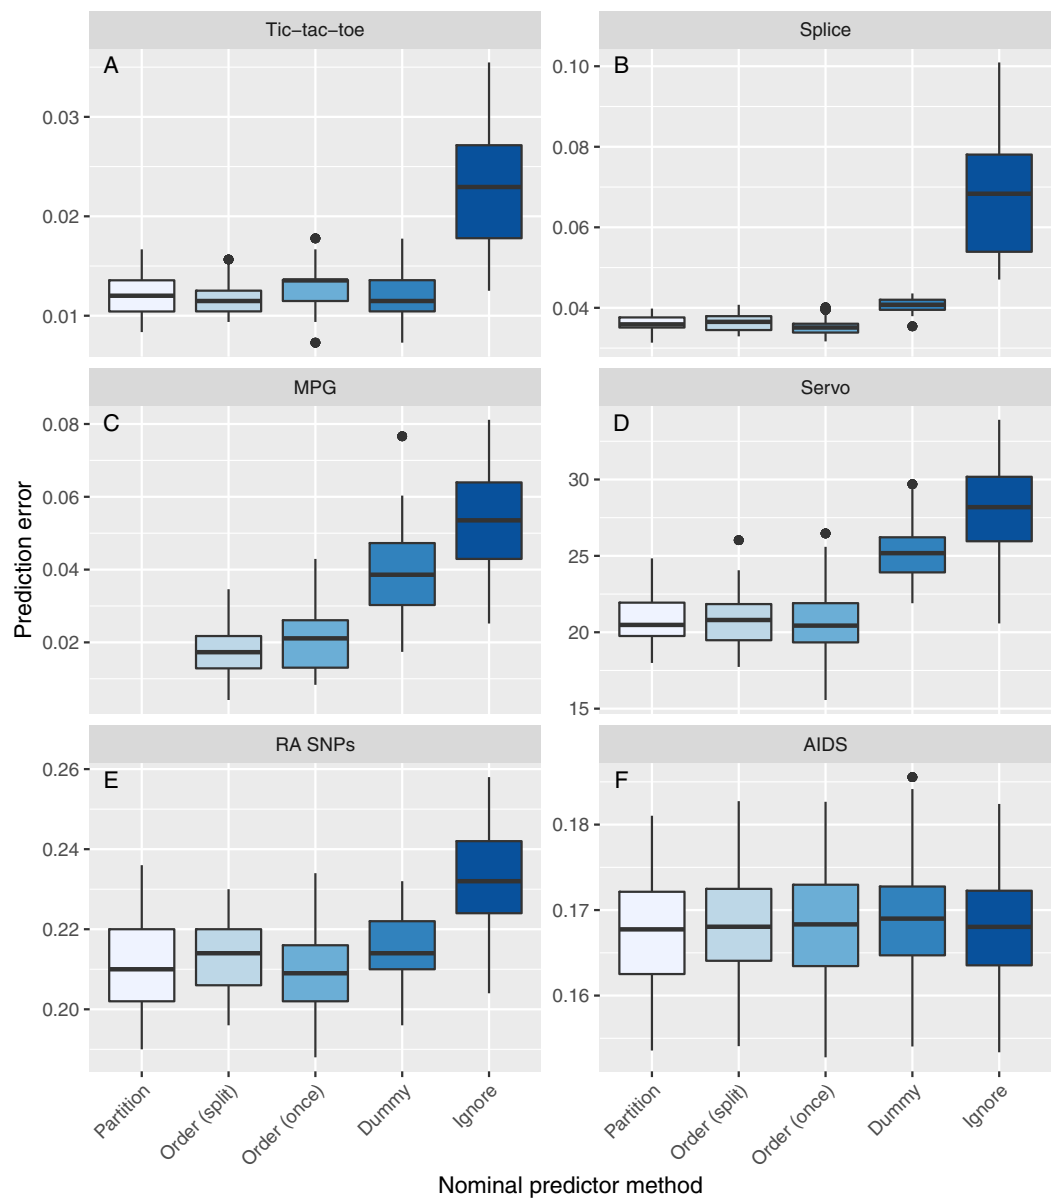 Tic−tac−toe
A
0.03
0.02
0.01
Splice
B
0.10
0.08
0.06
0.04
MPG
C
0.08
0.06
0.04
0.02
Servo
D
30
25
20
15
RA SNPs
E
0.26
0.24
0.22
0.20
AIDS
F
0.18
0.17
0.16
Prediction error
Partition
Order (split)
Order (once)
Dummy
Ignore
Partition
Order (split)
Order (once)
Dummy
Ignore
Nominal predictor method